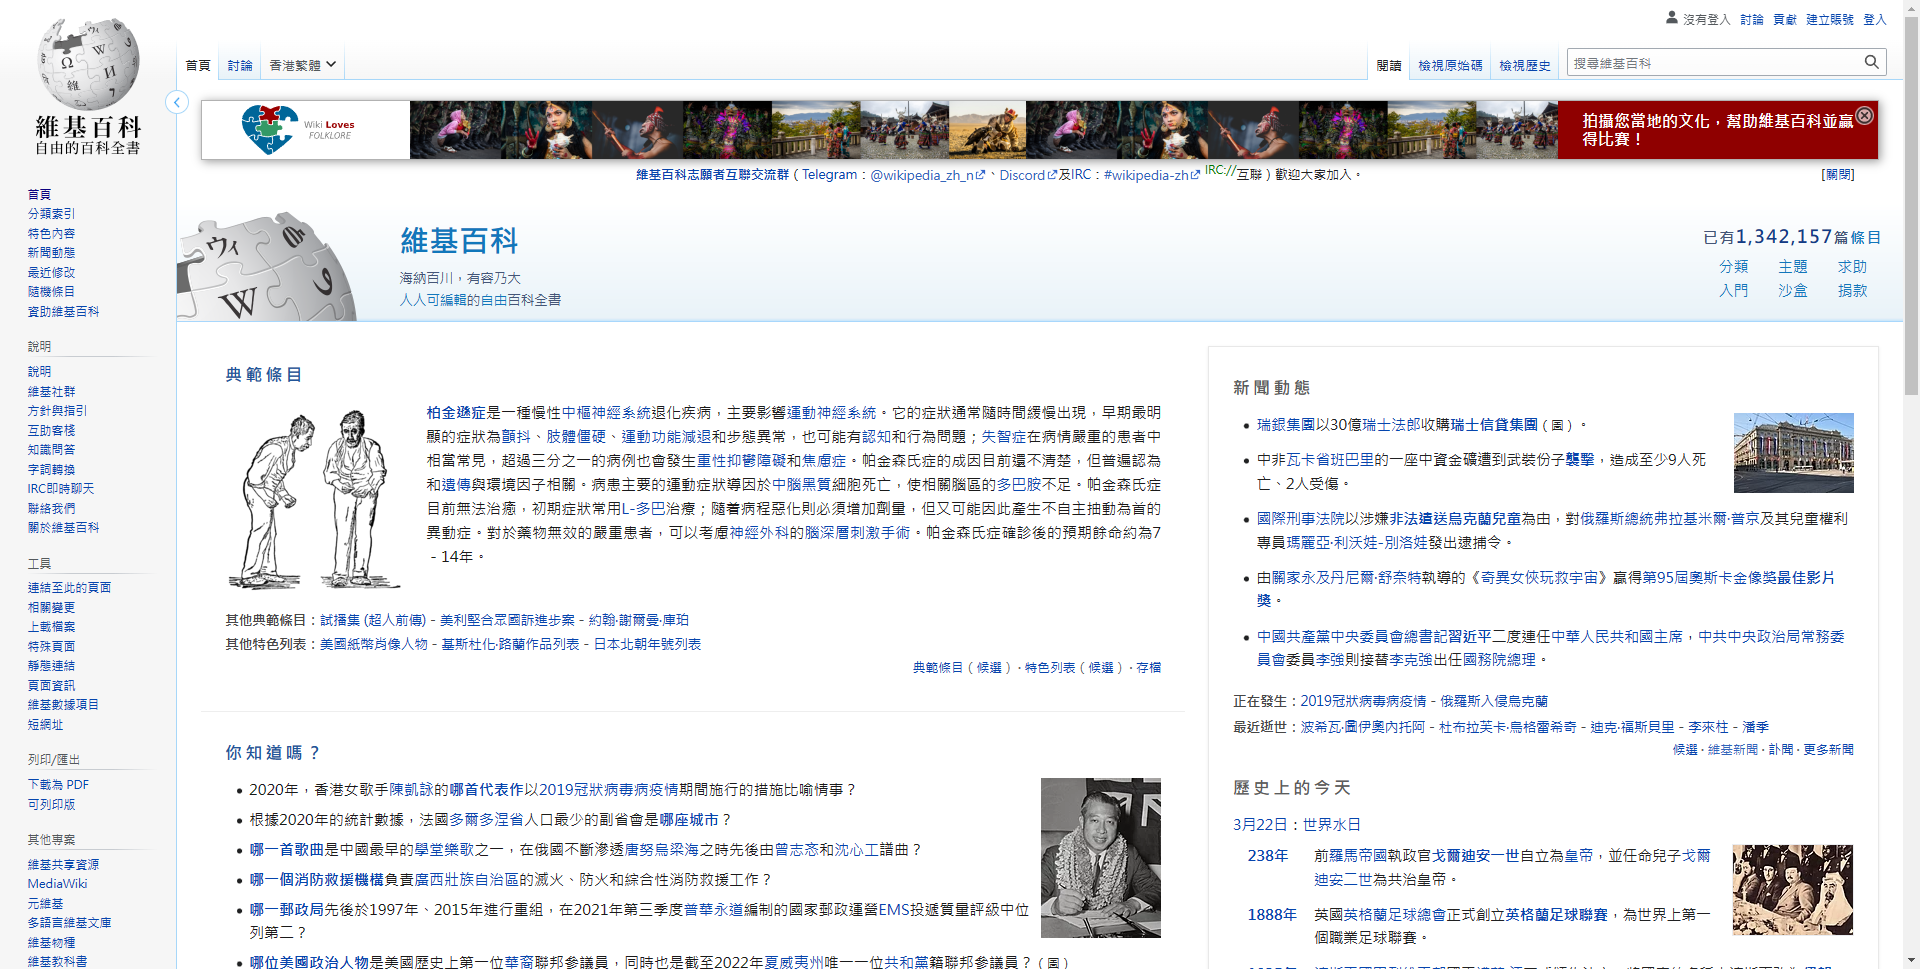 沒有登入 討論 貢獻 建立賬號 登入
首頁 討論 香港繁體
閱讀 檢視原始碼 檢視歷史 搜尋維基百科
維基百科
自由的百科全書
Wiki Loves
FOLKLORE
拍攝您當地的文化，幫助維基百科並贏
得比賽！
維基百科志願者互聯交流群（Telegram：@wikipedia_zh_n、Discord及IRC：#wikipedia-zh IRC://互聯）歡迎大家加入。
[關閉]
首頁
分類索引
特色內容
新聞動態
最近修改
隨機條目
資助維基百科
說明
說明
維基社群
方針與指引
互助客棧
知識問答
字詞轉換
IRC即時聊天
聯絡我們
關於維基百科
工具
連結至此的頁面
相關變更
上載檔案
特殊頁面
靜態連結
頁面資訊
維基數據項目
短網址
列印/匯出
下載為 PDF
可列印版
其他專案
維基共享資源
MediaWiki
元維基
多語言維基文庫
維基物種
維基教科書
維基百科
海納百川，有容乃大
人人可編輯的自由百科全書
已有1,342,157篇條目
分類 主題 求助
入門 沙盒 捐款
典範條目
柏金遜症是一種慢性中樞神經系統退化疾病，主要影響運動神經系統。它的症狀通常隨時間緩慢出現，早期最明
顯的症狀為顫抖、肢體僵硬、運動功能減退和步態異常，也可能有認知和行為問題；失智症在病情嚴重的患者中
相當常見，超過三分之一的病例也會發生重性抑鬱障礙和焦慮症。帕金森氏症的成因目前還不清楚，但普遍認為
和遺傳與環境因子相關。病患主要的運動症狀導因於中腦黑質細胞死亡，使相關腦區的多巴胺不足。帕金森氏症
目前無法治癒，初期症狀常用L-多巴治療；隨着病程惡化則必須增加劑量，但又可能因此產生不自主抽動為首的
異動症。對於藥物無效的嚴重患者，可以考慮神經外科的腦深層刺激手術。帕金森氏症確診後的預期餘命約為7
- 14年。
其他典範條目：試播集 (超人前傳) - 美利堅合眾國訴進步案 - 約翰·謝爾曼·庫珀
其他特色列表：美國紙幣肖像人物 - 基斯杜化·路蘭作品列表 - 日本北朝年號列表
典範條目（候選）· 特色列表（候選）· 存檔
你知道嗎？
2020年，香港女歌手陳凱詠的哪首代表作以2019冠狀病毒病疫情期間施行的措施比喻情事？
根據2020年的統計數據，法國多爾多涅省人口最少的副省會是哪座城市？
哪一首歌曲是中國最早的學堂樂歌之一，在俄國不斷滲透唐努烏梁海之時先後由曾志忞和沈心工譜曲？
哪一個消防救援機構負責廣西壯族自治區的滅火、防火和綜合性消防救援工作？
哪一郵政局先後於1997年、2015年進行重組，在2021年第三季度普華永道編制的國家郵政運營EMS投遞質量評級中位
列第二？
哪位美國政治人物是美國歷史上第一位華裔聯邦參議員，同時也是截至2022年夏威夷州唯一一位共和黨籍聯邦參議員？（圖）
新聞動態
瑞銀集團以30億瑞士法郎收購瑞士信貸集團（圖）。
中非瓦卡省班巴里的一座中資金礦遭到武裝份子襲擊，造成至少9人死
亡、2人受傷。
國際刑事法院以涉嫌非法遣送烏克蘭兒童為由，對俄羅斯總統弗拉基米爾·普京及其兒童權利
專員瑪麗亞·利沃娃-別洛娃發出逮捕令。
由關家永及丹尼爾·舒奈特執導的《奇異女俠玩救宇宙》贏得第95屆奧斯卡金像獎最佳影片
獎。
中國共產黨中央委員會總書記習近平二度連任中華人民共和國主席，中共中央政治局常務委
員會委員李強則接替李克強出任國務院總理。
正在發生：2019冠狀病毒病疫情 - 俄羅斯入侵烏克蘭
最近逝世：波希瓦·圖伊奧內托阿 - 杜布拉芙卡·烏格雷希奇 - 迪克·福斯貝里 - 李來柱 - 潘季
候選 · 維基新聞 · 訃聞 · 更多新聞
歷史上的今天
3月22日：世界水日
238年 前羅馬帝國執政官戈爾迪安一世自立為皇帝，並任命兒子戈爾
迪安二世為共治皇帝。
1888年 英國英格蘭足球總會正式創立英格蘭足球聯賽，為世界上第一
個職業足球聯賽。